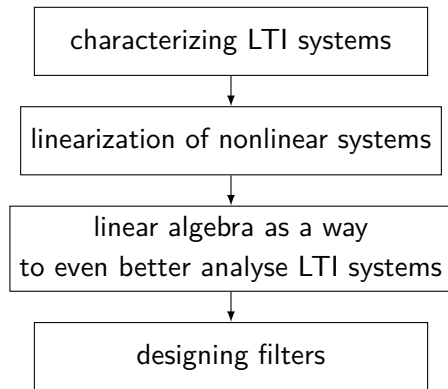 characterizing LTI systems
linearization of nonlinear systems
linear algebra as a way
to even better analyse LTI systems
designing filters